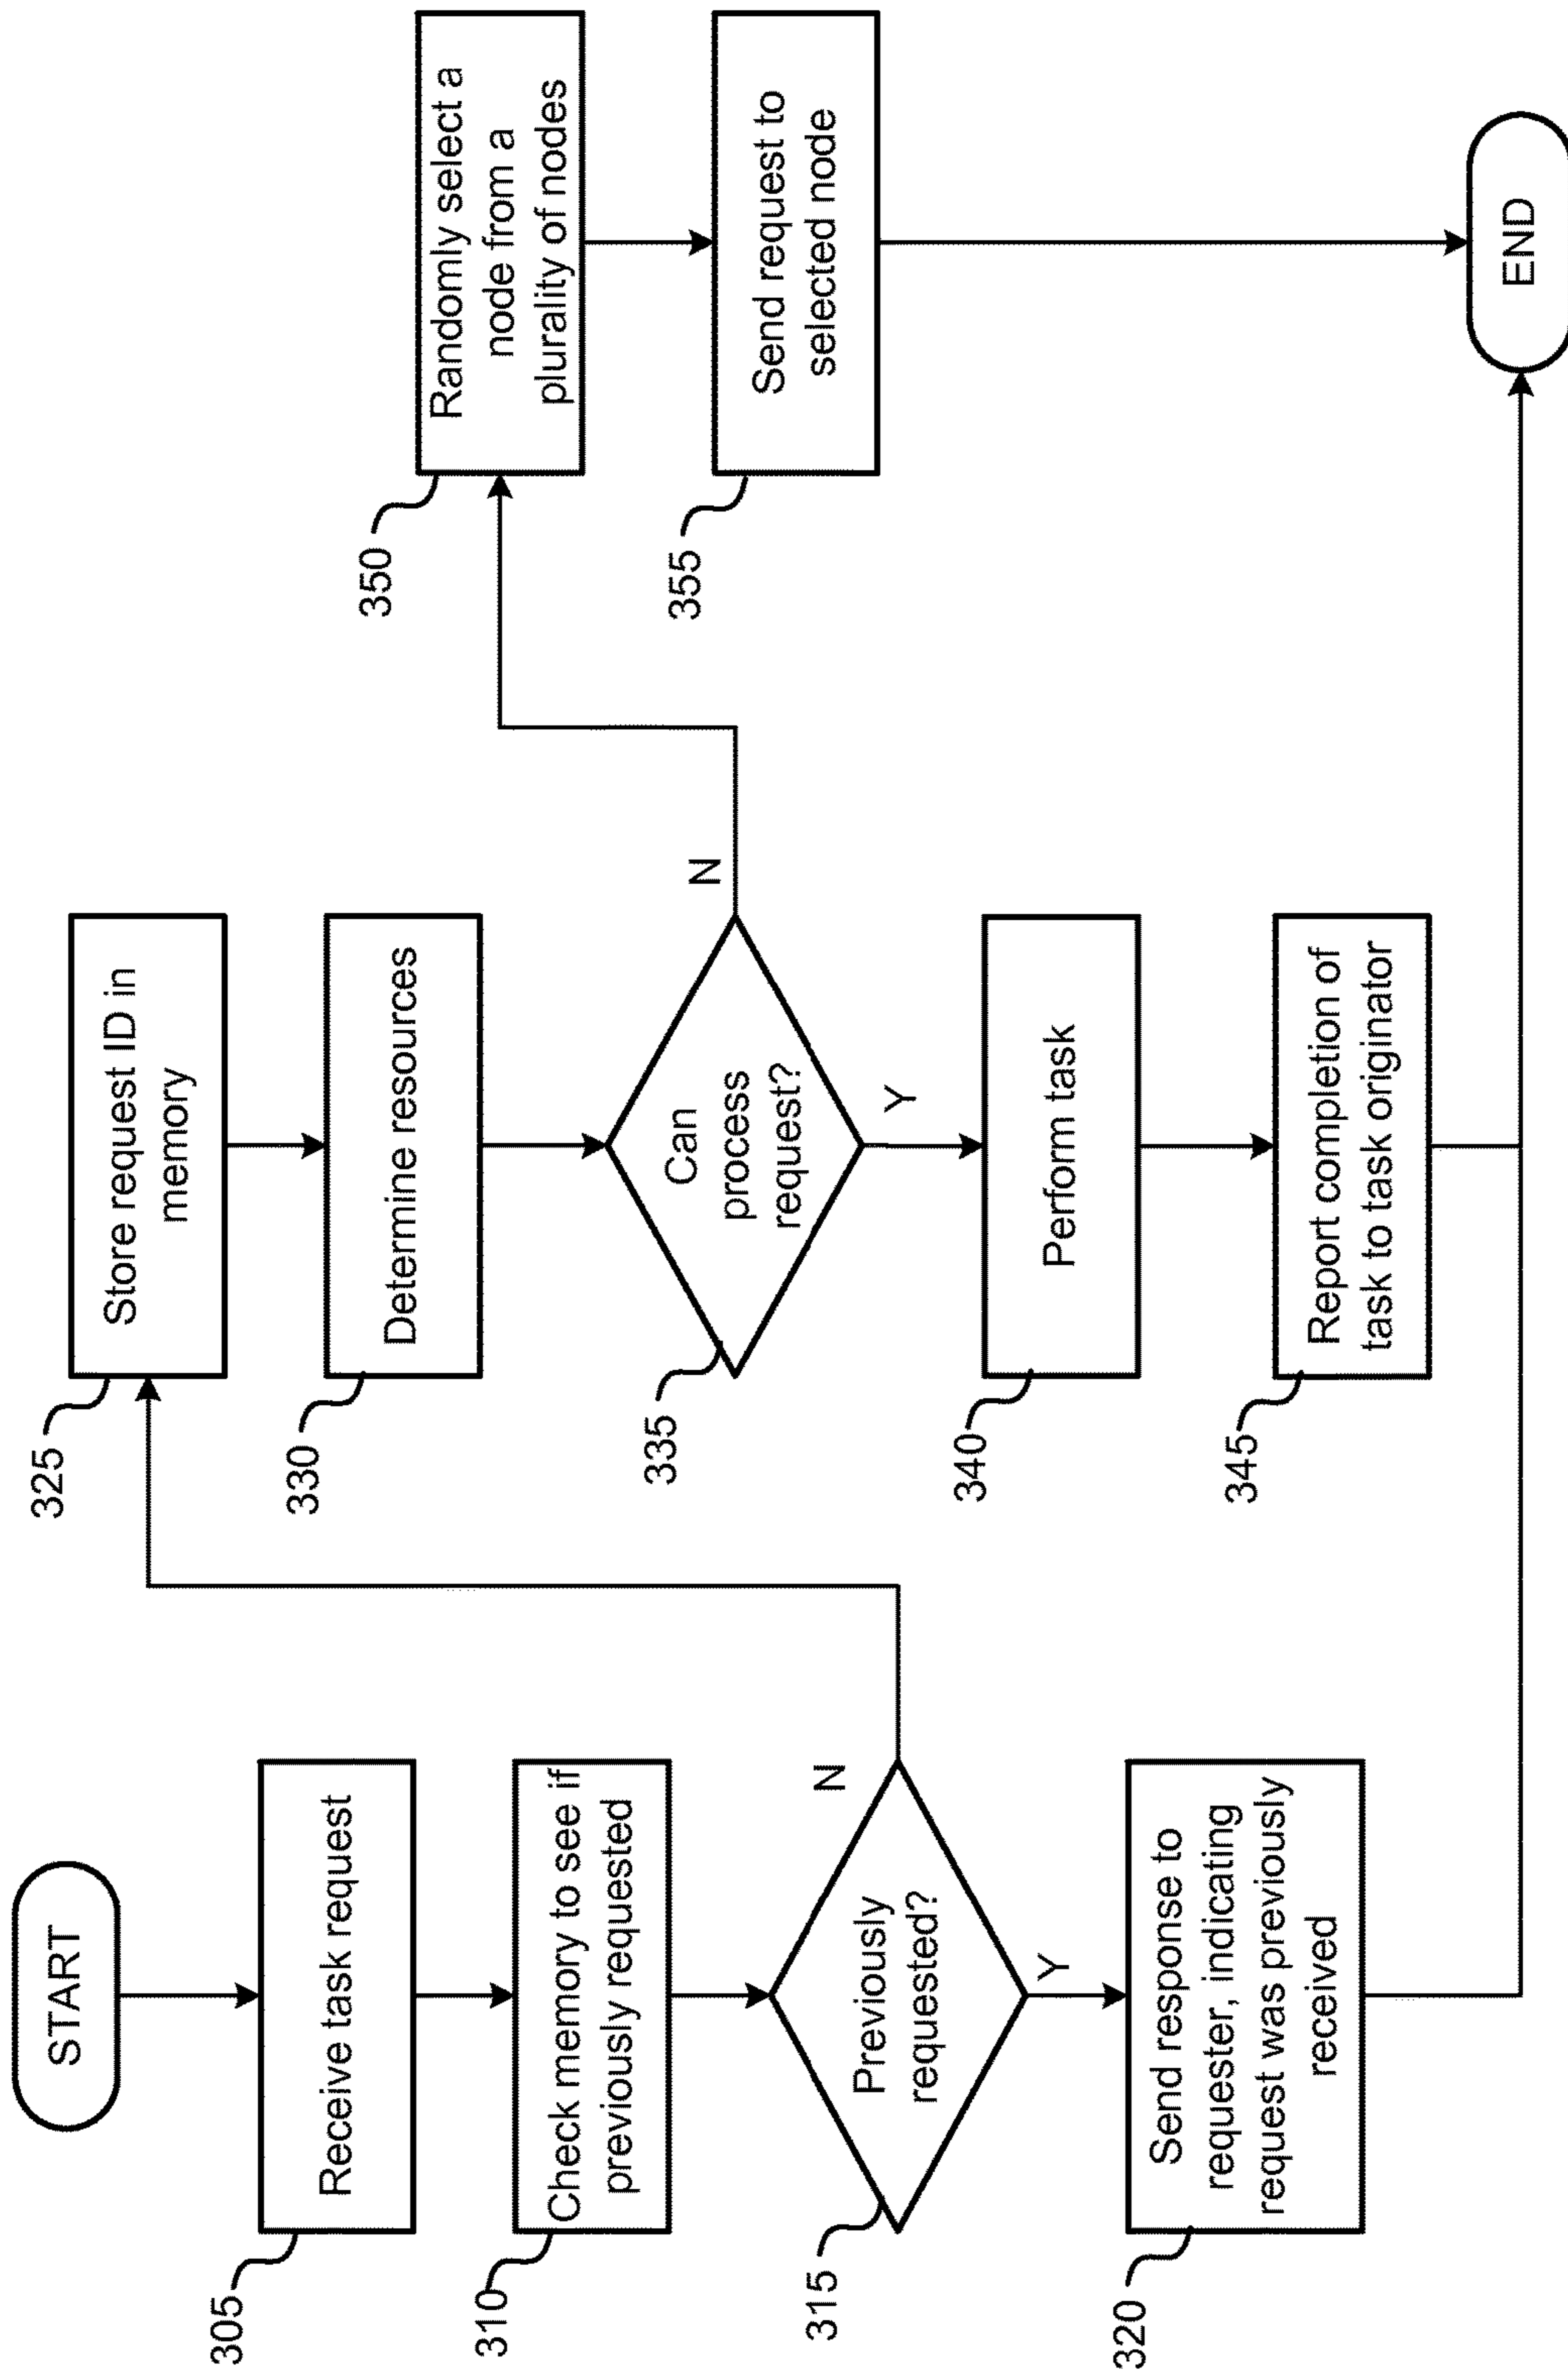 START
305
Receive task request
310
Check memory to see if
previously requested
315
Previously
requested?
N
Y
320
Send response to
requester, indicating
request was previously
received
325
Store request ID in
memory
330
Determine resources
335
Can
process
request?
N
Y
340
Perform task
345
Report completion of
task to task originator
350
Randomly select a
node from a
plurality of nodes
355
Send request to
selected node
END